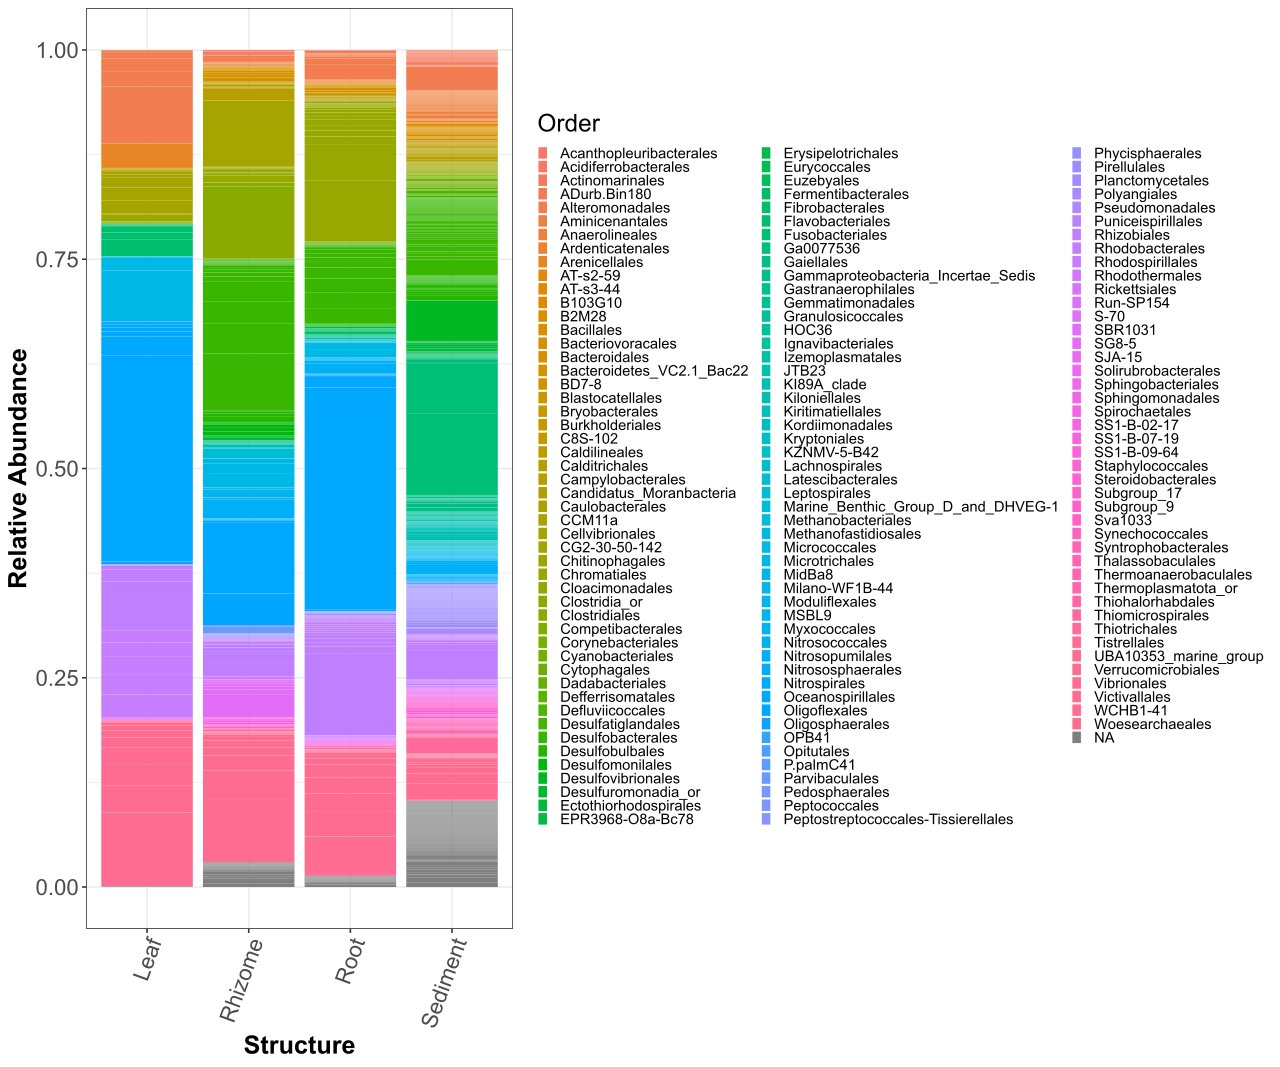 Order
1.00
0.75
0.50
0.25
0.00
Relative Abundance
Leaf
Rhizome
Root
Sediment
Structure
Acanthopleuribacterales
Acidiferrobacterales
Actinomarinales
ADurb.Bin180
Alteromonadales
Aminicenantales
Anaerolineales
Ardenticatenales
Arenicellales
AT-s2-59
AT-s3-44
B103G10
B2M28
Bacillales
Bacteriovoracales
Bacteroidales
Bacteroidetes_VC2.1_Bac22
BD7-8
Blastocatellales
Bryobacterales
Burkholderiales
C8S-102
Caldilineales
Calditrichales
Campylobacterales
Candidatus_Moranbacteria
Caulobacterales
CCM11a
Cellvibrionales
CG2-30-50-142
Chitinophagales
Chromatiales
Cloacimonadales
Clostridia_or
Clostridiales
Competibacterales
Corynebacteriales
Cyanobacteriales
Cytophagales
Dadabacteriales
Defferrisomatales
Defluviicoccales
Desulfatiglandales
Desulfobacterales
Desulfobulbales
Desulfomonilales
Desulfovibrionales
Desulfuromonadia_or
Ectothiorhodospirales
EPR3968-O8a-Bc78
Erysipelotrichales
Eurycoccales
Euzebyales
Fermentibacterales
Fibrobacterales
Flavobacteriales
Fusobacteriales
Ga0077536
Gaiellales
Gammaproteobacteria_Incertae_Sedis
Gastranaerophilales
Gemmatimonadales
Granulosicoccales
HOC36
Ignavibacteriales
Izemoplasmatales
JTB23
KI89A_clade
Kiloniellales
Kiritimatiellales
Kordiimonadales
Kryptoniales
KZNMV-5-B42
Lachnospirales
Latescibacterales
Leptospirales
Marine_Benthic_Group_D_and_DHVEG-1
Methanobacteriales
Methanofastidiosales
Micrococcales
Microtrichales
MidBa8
Milano-WF1B-44
Moduliflexales
MSBL9
Myxococcales
Nitrosococcales
Nitrosopumilales
Nitrososphaerales
Nitrospirales
Oceanospirillales
Oligoflexales
Oligosphaerales
OPB41
Opitutales
P.palmC41
Parvibaculales
Pedosphaerales
Peptococcales
Peptostreptococcales-Tissierellales
Phycisphaerales
Pirellulales
Planctomycetales
Polyangiales
Pseudomonadales
Puniceispirillales
Rhizobiales
Rhodobacterales
Rhodospirillales
Rhodothermales
Rickettsiales
Run-SP154
S-70
SBR1031
SG8-5
SJA-15
Solirubrobacterales
Sphingobacteriales
Sphingomonadales
Spirochaetales
SS1-B-02-17
SS1-B-07-19
SS1-B-09-64
Staphylococcales
Steroidobacterales
Subgroup_17
Subgroup_9
Sva1033
Synechococcales
Syntrophobacterales
Thalassobaculales
Thermoanaerobaculales
Thermoplasmatota_or
Thiohalorhabdales
Thiomicrospirales
Thiotrichales
Tistrellales
UBA10353_marine_group
Verrucomicrobiales
Vibrionales
Victivallales
WCHB1-41
Woesearchaeales
NA